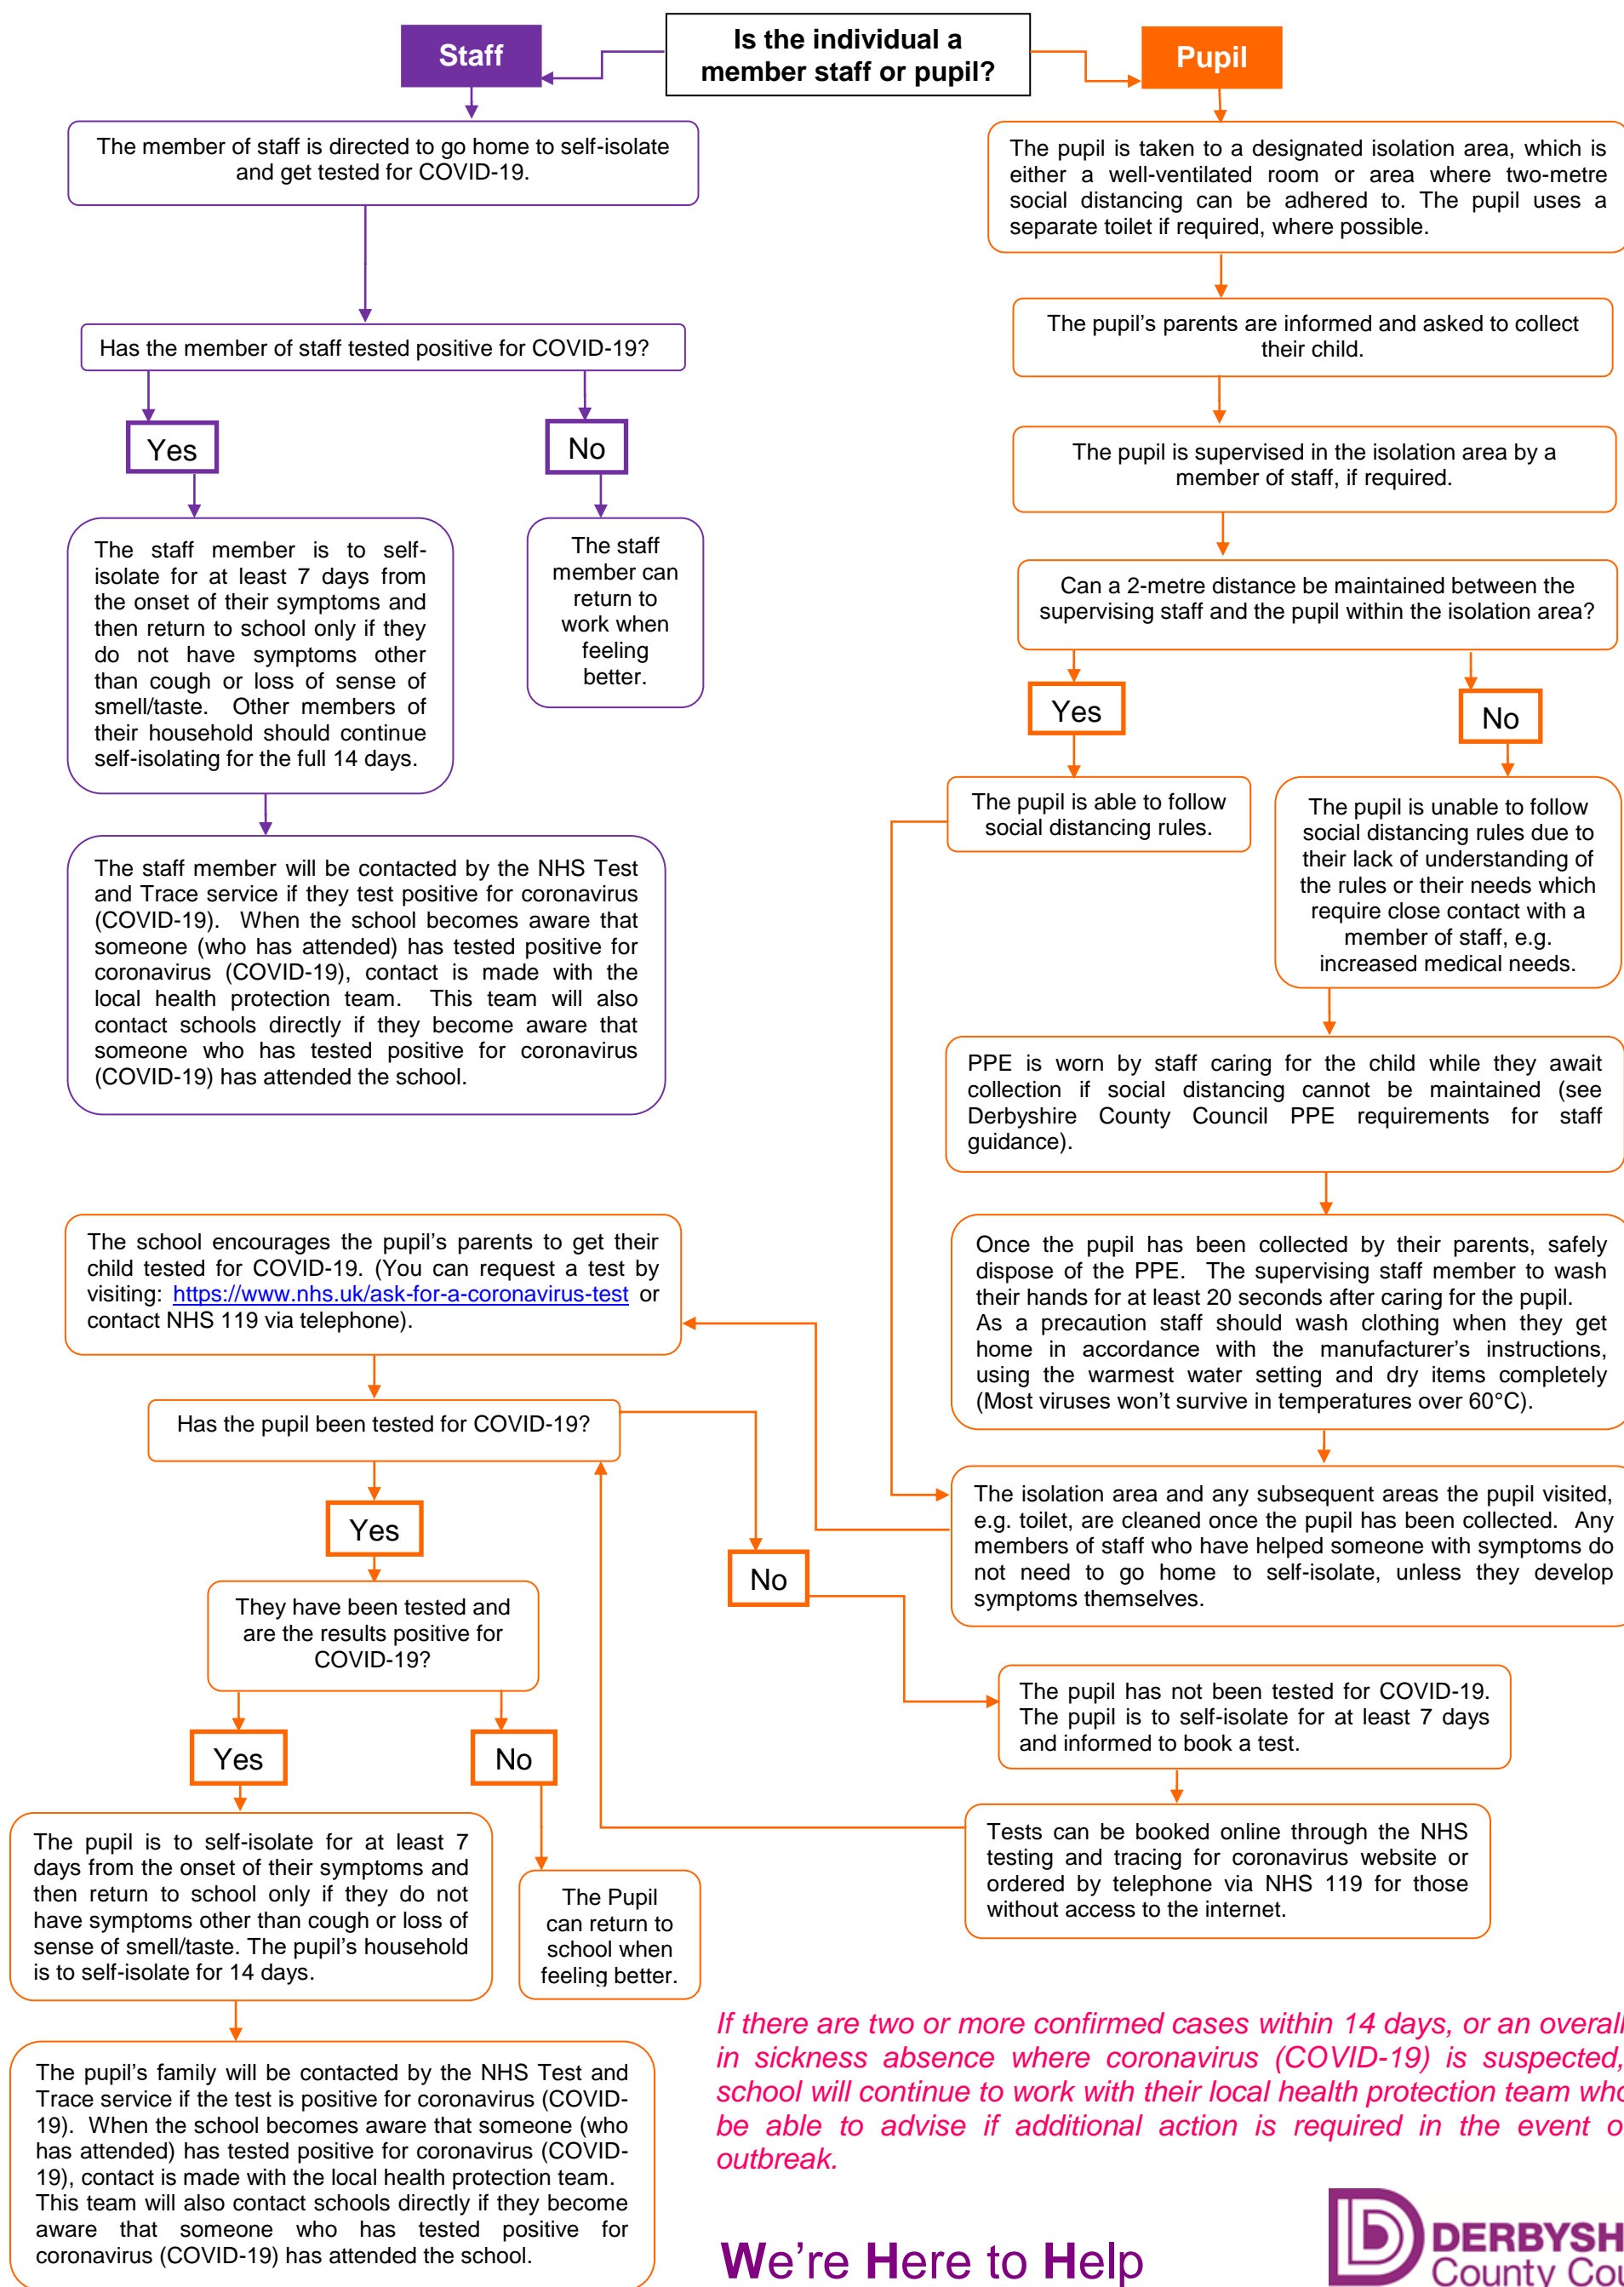 Is the individual a
member staff or pupil?
Staff
Pupil
The member of staff is directed to go home to self-isolate
and get tested for COVID-19.
Has the member of staff tested positive for COVID-19?
Yes
No
The staff member is to self-
isolate for at least 7 days from
the onset of their symptoms and
then return to school only if they
do not have symptoms other
than cough or loss of sense of
smell/taste. Other members of
their household should continue
self-isolating for the full 14 days.
The staff
member can
return to
work when
feeling
better.
The staff member will be contacted by the NHS Test
and Trace service if they test positive for coronavirus
(COVID-19). When the school becomes aware that
someone (who has attended) has tested positive for
coronavirus (COVID-19), contact is made with the
local health protection team. This team will also
contact schools directly if they become aware that
someone who has tested positive for coronavirus
(COVID-19) has attended the school.
The pupil is taken to a designated isolation area, which is
either a well-ventilated room or area where two-metre
social distancing can be adhered to. The pupil uses a
separate toilet if required, where possible.
The pupil's parents are informed and asked to collect
their child.
The pupil is supervised in the isolation area by a
member of staff, if required.
Can a 2-metre distance be maintained between the
supervising staff and the pupil within the isolation area?
Yes
No
The pupil is able to follow
social distancing rules.
The pupil is unable to follow
social distancing rules due to
their lack of understanding of
the rules or their needs which
require close contact with a
member of staff, e.g.
increased medical needs.
PPE is worn by staff caring for the child while they await
collection if social distancing cannot be maintained (see
Derbyshire County Council PPE requirements for staff
guidance).
Once the pupil has been collected by their parents, safely
dispose of the PPE. The supervising staff member to wash
their hands for at least 20 seconds after caring for the pupil.
As a precaution staff should wash clothing when they get
home in accordance with the manufacturer's instructions,
using the warmest water setting and dry items completely
(Most viruses won't survive in temperatures over 60°C).
The isolation area and any subsequent areas the pupil visited,
e.g. toilet, are cleaned once the pupil has been collected. Any
members of staff who have helped someone with symptoms do
not need to go home to self-isolate, unless they develop
symptoms themselves.
The school encourages the pupil's parents to get their
child tested for COVID-19. (You can request a test by
visiting: https://www.nhs.uk/ask-for-a-coronavirus-test or
contact NHS 119 via telephone).
Has the pupil been tested for COVID-19?
Yes
No
They have been tested and
are the results positive for
COVID-19?
Yes
No
The pupil has not been tested for COVID-19.
The pupil is to self-isolate for at least 7 days
and informed to book a test.
Tests can be booked online through the NHS
testing and tracing for coronavirus website or
ordered by telephone via NHS 119 for those
without access to the internet.
The pupil is to self-isolate for at least 7
days from the onset of their symptoms and
then return to school only if they do not
have symptoms other than cough or loss of
sense of smell/taste. The pupil's household
is to self-isolate for 14 days.
The Pupil
can return to
school when
feeling better.
The pupil's family will be contacted by the NHS Test and
Trace service if the test is positive for coronavirus (COVID-
19). When the school becomes aware that someone (who
has attended) has tested positive for coronavirus (COVID-
19), contact is made with the local health protection team.
This team will also contact schools directly if they become
aware that someone who has tested positive for
coronavirus (COVID-19) has attended the school.
If there are two or more confirmed cases within 14 days, or an overall
in sickness absence where coronavirus (COVID-19) is suspected,
school will continue to work with their local health protection team who
be able to advise if additional action is required in the event o
outbreak.
We're Here to Help
DERBYSH
County Cou